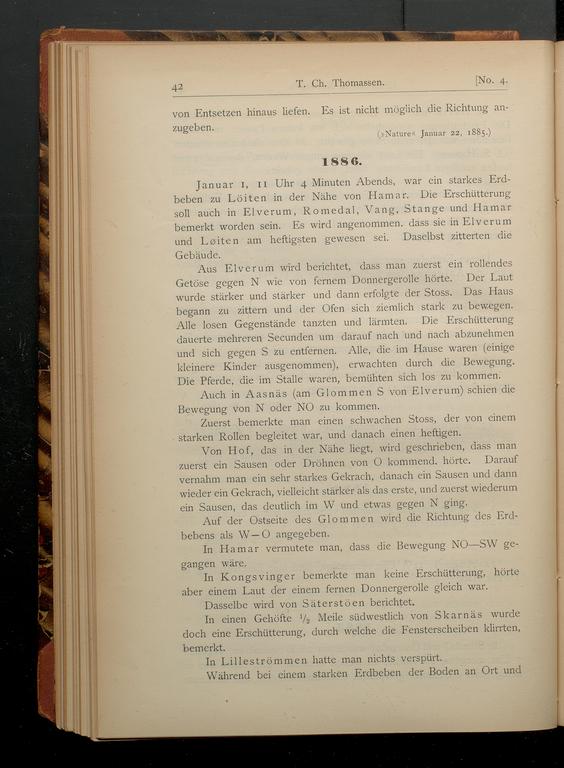 42 T. Ch. Thomassen. [No. 4.
von Entsetzen hinaus liefen. Es ist nicht möglich die Richtung an-
zugeben.
(»Nature« Januar 22, 1885.)
1886.
Januar 1, 11 Uhr 4 Minuten Abends, war ein starkes Erd-
beben zu Löiten in der Nähe von Hamar. Die Erschütterung
soll auch in Elverum, Romedal, Vang, Stange und Hamar
bemerkt worden sein. Es wird angenommen. dass sie in Elverum
und Løiten am heftigsten gewesen sei. Daselbst zitterten die
Gebäude.
Aus Elverum wird berichtet, dass man zuerst ein rollendes
Getöse gegen N wie von fernem Donnergerolle hörte. Der Laut
wurde stärker und stärker und dann erfolgte der Stoss. Das Haus
begann zu zittern und der Ofen sich ziemlich stark zu bewegen.
Alle losen Gegenstände tanzten und lärmten. Die Erschütterung
dauerte mehreren Secunden um darauf nach und nach abzunehmen
und sich gegen S zu entfernen. Alle, die im Hause waren (einige
kleinere Kinder ausgenommen), erwachten durch die Bewegung.
Die Pferde, die im Stalle waren, bemühten sich los zu kommen.
Auch in Aasnäs (am Glommen S von Elverum) schien die
Bewegung von N oder NO zu kommen.
Zuerst bemerkte man einen schwachen Stoss, der von einem
starken Rollen begleitet war, und danach einen heftigen.
Von Hof, das in der Nähe liegt, wird geschrieben, dass man
zuerst ein Sausen oder Dröhnen von O kommend. hörte. Darauf
vernahm man ein sehr starkes Gekrach, danach ein Sausen und dann
wieder ein Gekrach, vielleicht stärker als das erste, und zuerst wiederum
ein Sausen, das deutlich im W und etwas gegen N ging.
Auf der Ostseite des Glommen wird die Richtung des Erd-
bebens als W—O angegeben.
In Hamar vermutete man, dass die Bewegung NO—SW ge-
gangen wäre.
In Kongsvinger bemerkte man keine Erschütterung, hörte
aber einem Laut der einem fernen Donnergerolle gleich war.
Dasselbe wird von Säterstöen berichtet.
In einen Gehöfte 1/2 Meile südwestlich von Skarnäs wurde
doch eine Erschütterung, durch welche die Fensterscheiben klirrten,
bemerkt.
In Lilleströmmen hatte man nichts verspürt.
Während bei einem starken Erdbeben der Boden an Ort und